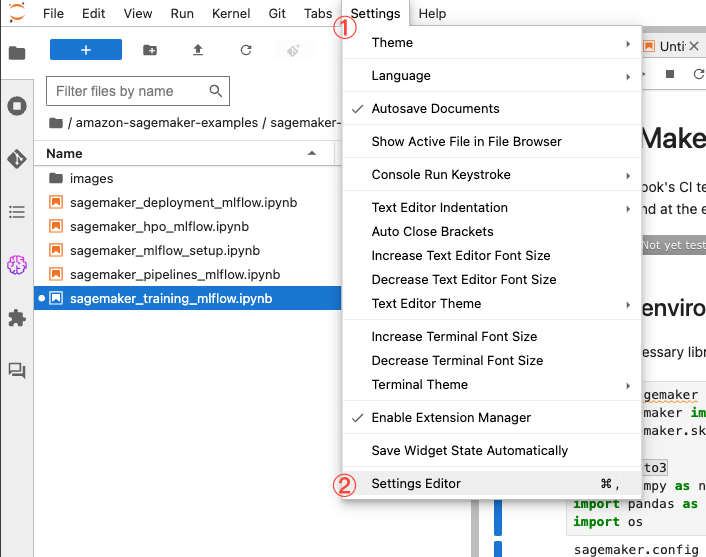 File Edit View Run Kernel Git Tabs Settings Help
①
Filter files by name
/ amazon-sagemaker-examples / sagemaker-
Name
images
sagemaker_deployment_mlflow.ipynb
sagemaker_hpo_mlflow.ipynb
sagemaker_mlflow_setup.ipynb
sagemaker_pipelines_mlflow.ipynb
sagemaker_training_mlflow.ipynb
Theme
Language
Autosave Documents
Show Active File in File Browser
Console Run Keystroke
Text Editor Indentation
Auto Close Brackets
Increase Text Editor Font Size
Decrease Text Editor Font Size
Text Editor Theme
Increase Terminal Font Size
Decrease Terminal Font Size
Terminal Theme
Enable Extension Manager
Save Widget State Automatically
② Settings Editor ⌘ ,
Untit
Maker
ook's CI te
nd at the e
Not yet test
enviro
essary libr
gemaker
maker im
maker.sk
to3
mpy as n
import pandas as
import os
sagemaker.config